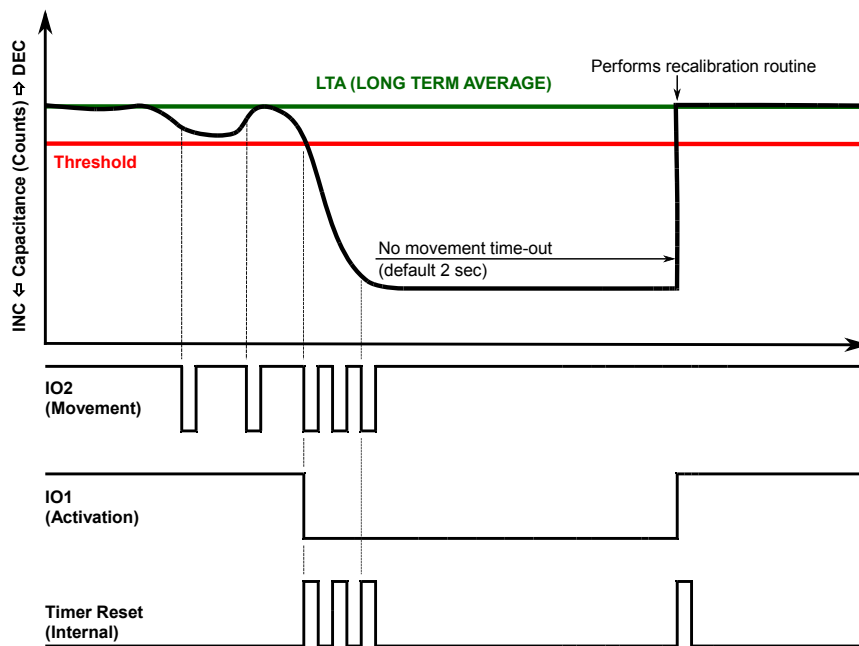 INC ⇦ Capacitance (Counts) ⇨ DEC
LTA (LONG TERM AVERAGE)
Performs recalibration routine
Threshold
No movement time-out
(default 2 sec)
IO2
(Movement)
IO1
(Activation)
Timer Reset
(Internal)